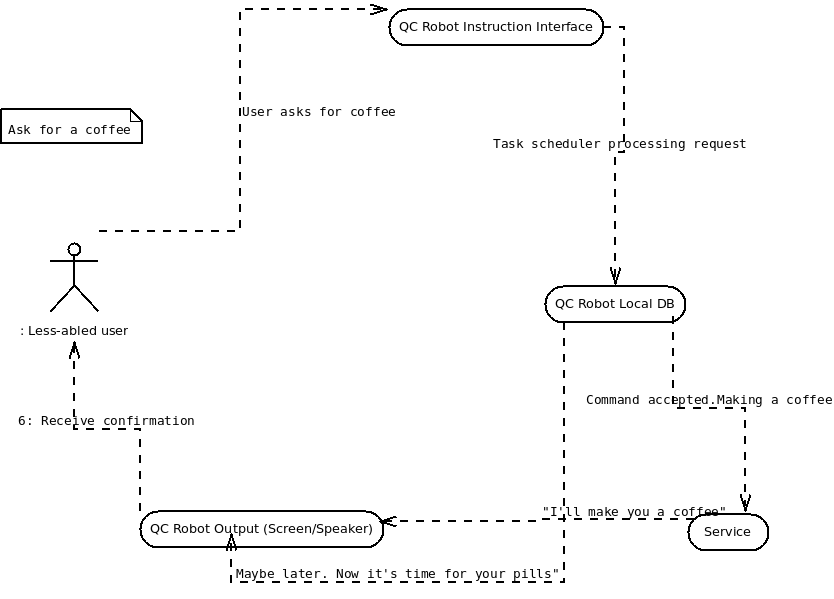 QC Robot Instruction Interface
User asks for coffee
Ask for a coffee
Task scheduler processing request
QC Robot Local DB
: Less-abled user
Command accepted.Making a coffee
6: Receive confirmation
"I'll make you a coffee"
QC Robot Output (Screen/Speaker)
Service
Maybe later. Now it's time for your pills"